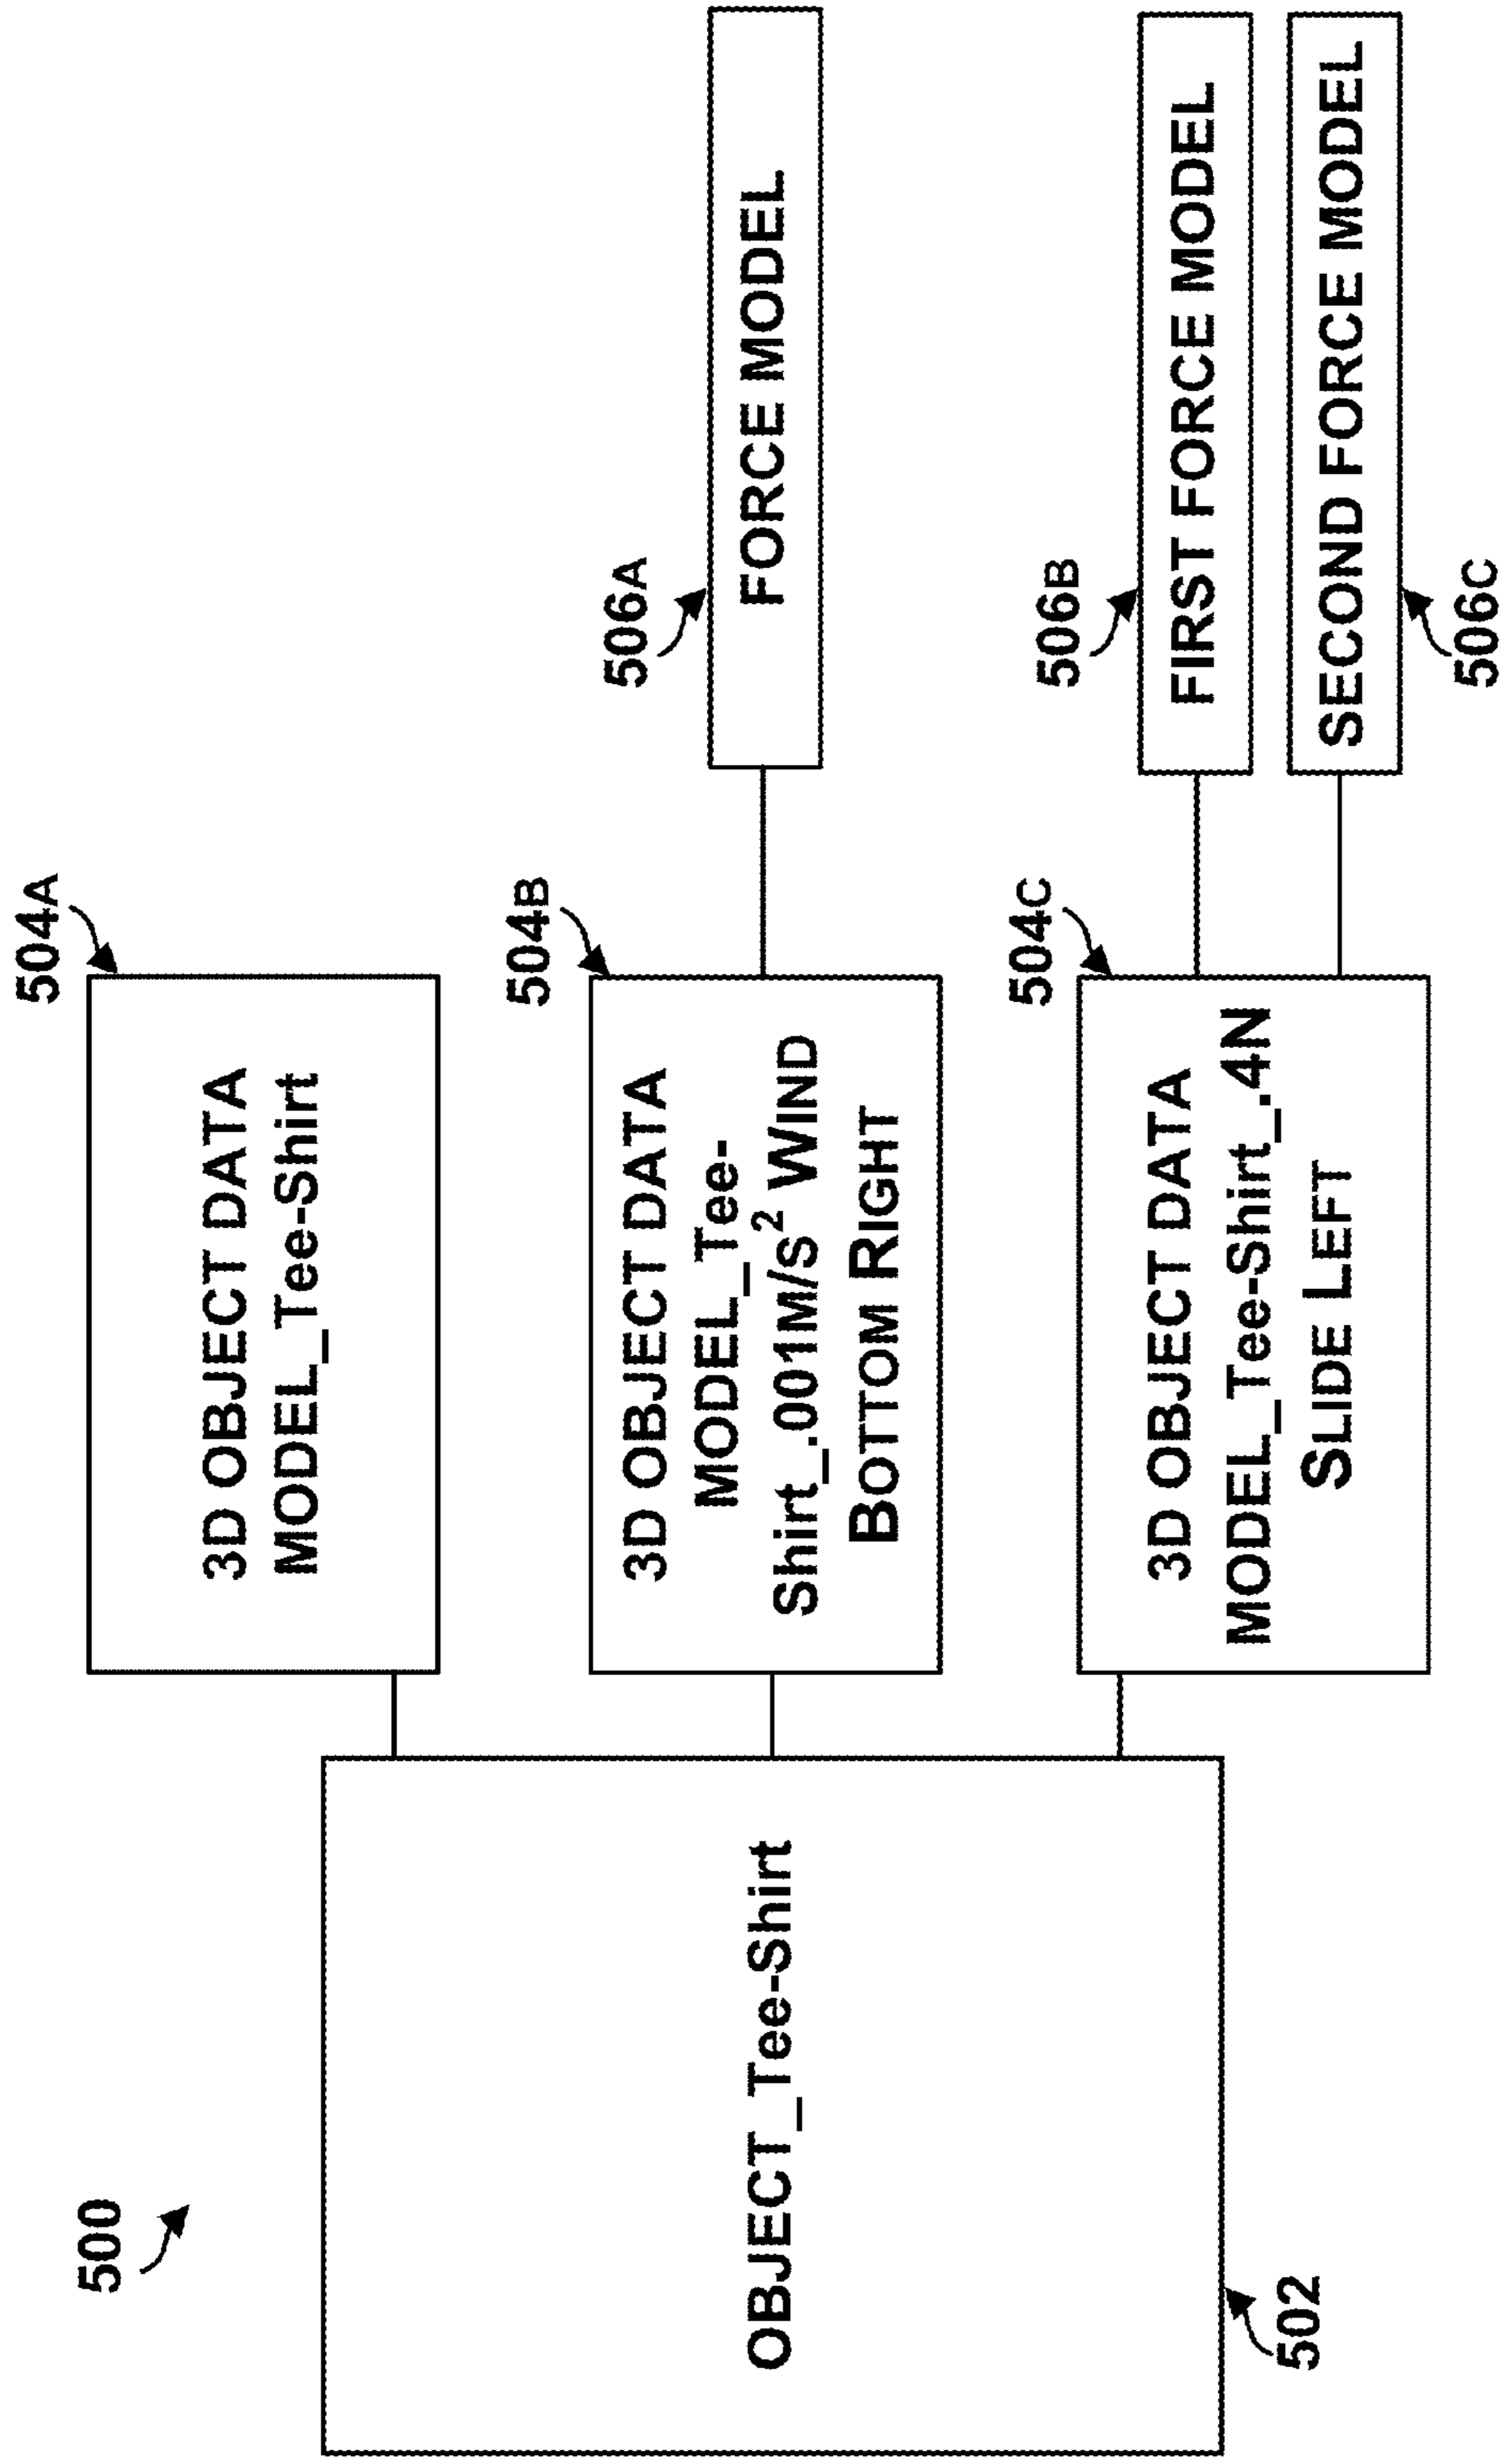 500
502
OBJECT_Tee-Shirt
504A
3D OBJECT DATA
MODEL_Tee-Shirt
504B
3D OBJECT DATA
MODEL_Tee-
Shirt_.001M/S² WIND
BOTTOM RIGHT
504C
3D OBJECT DATA
MODEL_Tee-Shirt_.4N
SLIDE LEFT
506A
FORCE MODEL
506B
FIRST FORCE MODEL
SECOND FORCE MODEL
506C